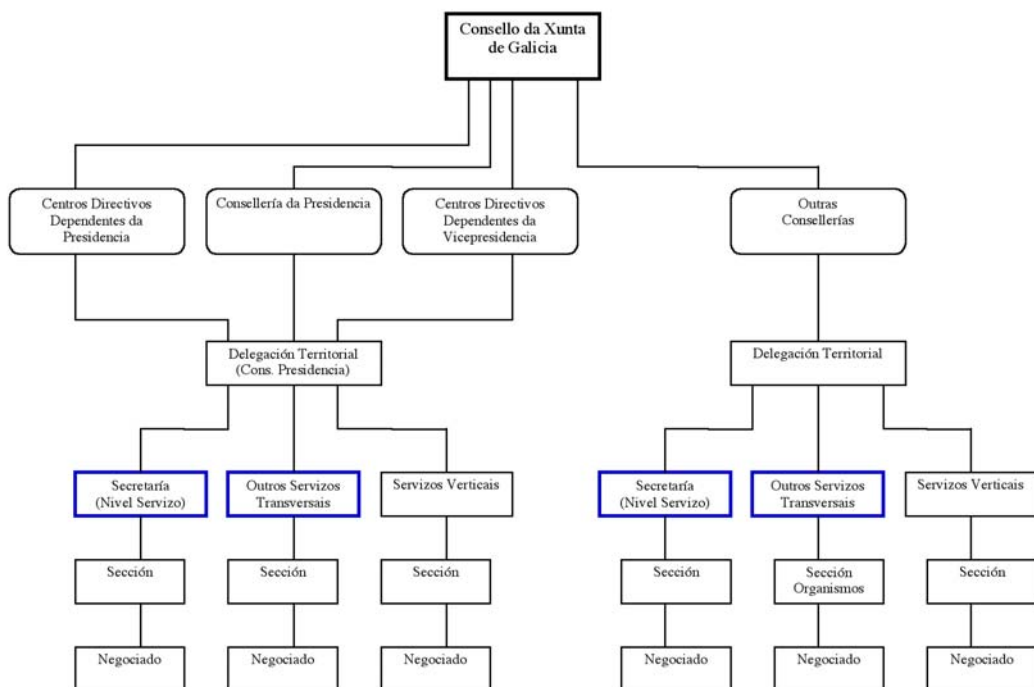 Consello da Xunta
de Galicia
Centros Directivos
Dependentes da
Presidencia
Consellería da Presidencia
Centros Directivos
Dependentes da
Vicepresidencia
Outras
Consellerías
Delegación Territorial
(Cons. Presidencia)
Delegación Territorial
Secretaría
(Nivel Servizo)
Outros Servizos
Transversais
Servizos Verticais
Secretaría
(Nivel Servizo)
Outros Servizos
Transversais
Servizos Verticais
Sección
Sección
Sección
Sección
Sección
Organismos
Sección
Negociado
Negociado
Negociado
Negociado
Negociado
Negociado